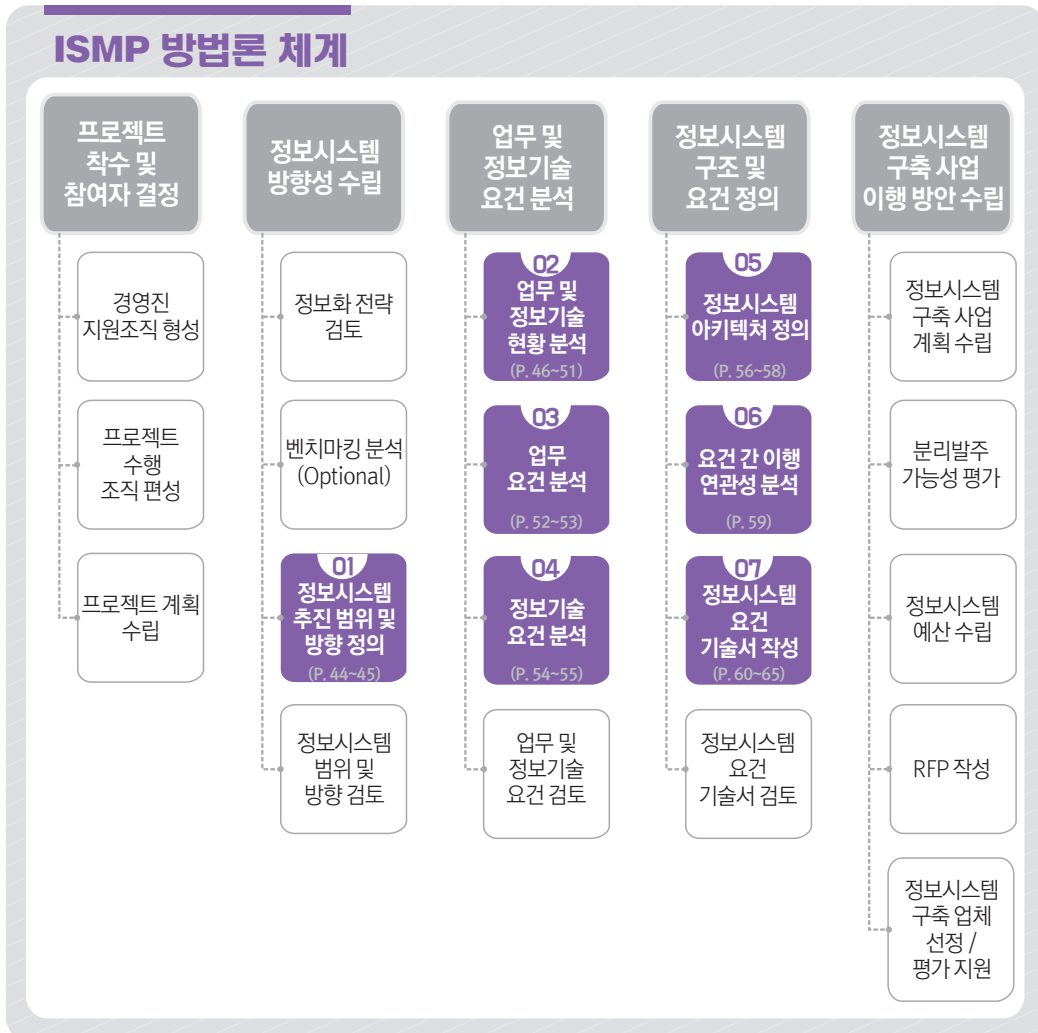 ISMP 방법론 체계
프로젝트
착수 및
참여자 결정
경영진
지원조직 형성
프로젝트
수행
조직 편성
프로젝트 계획
수립
정보시스템
방향성 수립
정보화 전략
검토
벤치마킹 분석
(Optional)
01
정보시스템
추진 범위 및
방향 정의
(P. 44~45)
정보시스템
범위 및
방향 검토
업무 및
정보기술
요건 분석
02
업무 및
정보기술
현황 분석
(P. 46~51)
03
업무
요건 분석
(P. 52~53)
04
정보기술
요건 분석
(P. 54~55)
업무 및
정보기술
요건 검토
정보시스템
구조 및
요건 정의
05
정보시스템
아키텍쳐 정의
(P. 56~58)
06
요건 간 이행
연관성 분석
(P. 59)
07
정보시스템
요건
기술서 작성
(P. 60~65)
정보시스템
요건
기술서 검토
정보시스템
구축 사업
이행 방안 수립
정보시스템
구축 사업
계획 수립
분리발주
가능성 평가
정보시스템
예산 수립
RFP 작성
정보시스템
구축 업체
선정 /
평가 지원